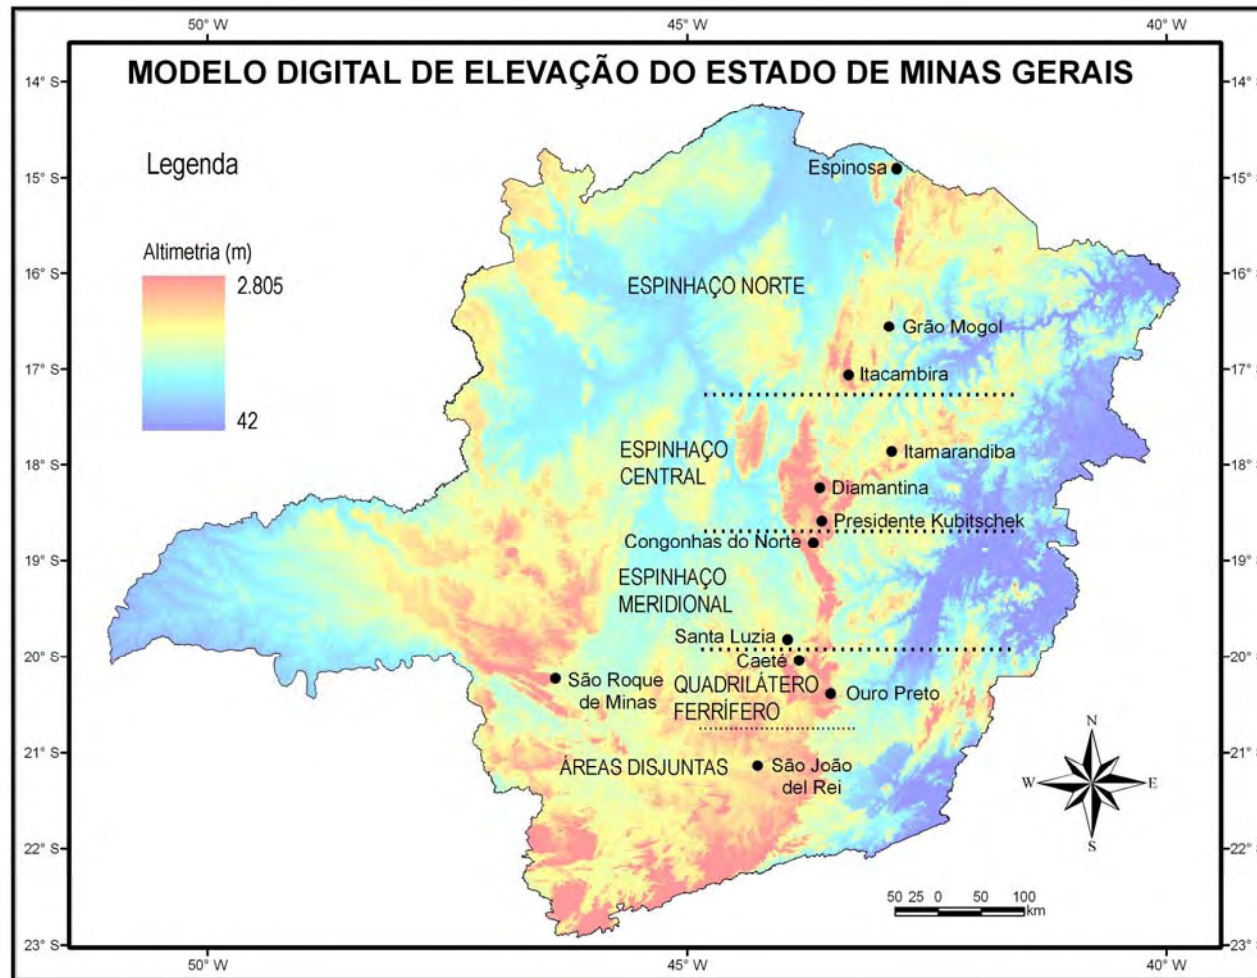 50° W 45° W 40° W
MODELO DIGITAL DE ELEVAÇÃO DO ESTADO DE MINAS GERAIS
14° S 14° S
Legenda
Espinosa
15° S 15° S
Altimetria (m)
2.805
16° S 16° S
ESPINHAÇO NORTE
Grão Mogol
Itacambira
17° S 17° S
42
ESPINHAÇO
CENTRAL
Itamarandiba
18° S 18° S
Diamantina
Presidente Kubitschek
Congonhas do Norte
19° S 19° S
ESPINHAÇO
MERIDIONAL
Santa Luzia
20° S 20° S
Caeté
São Roque
de Minas
QUADRILÁTERO
FERRÍFERO
Ouro Preto
21° S 21° S
ÁREAS DISJUNTAS
São João
del Rei
N
W E
S
22° S 22° S
50 25 0 50 100
km
23° S 23° S
50° W 45° W 40° W